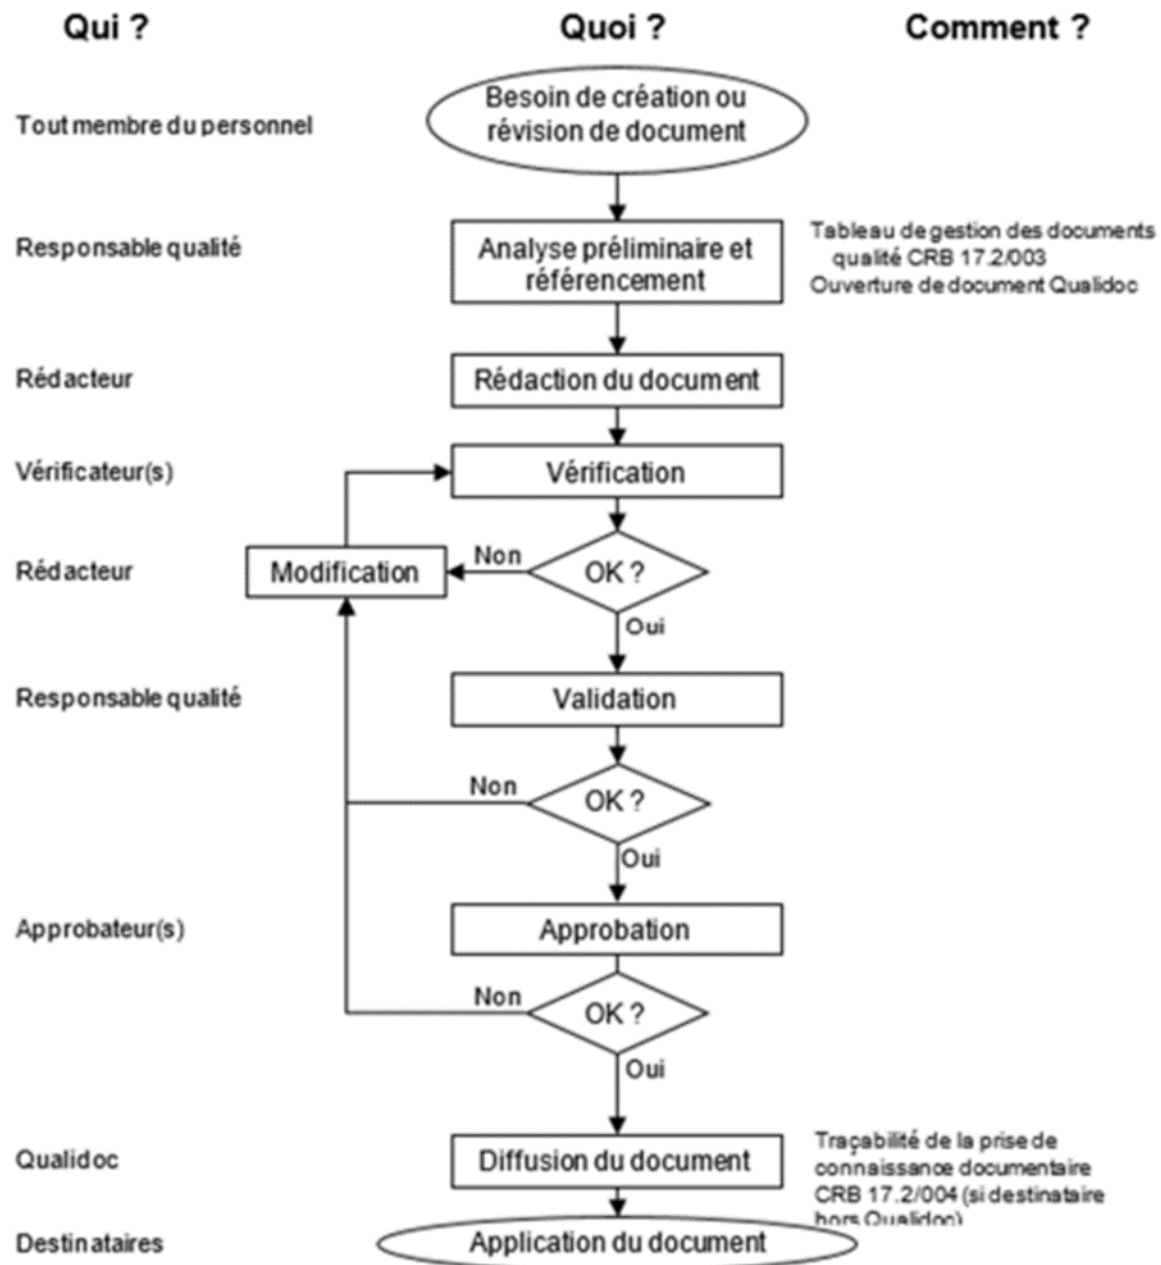 Qui ?
Quoi ?
Comment ?
Tout membre du personnel
Besoin de création ou
révision de document
Responsable qualité
Analyse préliminaire et
référencement
Tableau de gestion des documents
qualité CRB 17.2/003
Ouverture de document Qualidoc
Rédacteur
Rédaction du document
Vérificateur(s)
Vérification
Rédacteur
Modification
Non
OK ?
Oui
Responsable qualité
Validation
Non
OK ?
Oui
Approbateur(s)
Approbation
Non
OK ?
Oui
Qualidoc
Diffusion du document
Traçabilité de la prise de
connaissance documentaire
CRB 17.2/004 (si destinataire
hors Qualidoc)
Destinataires
Application du document